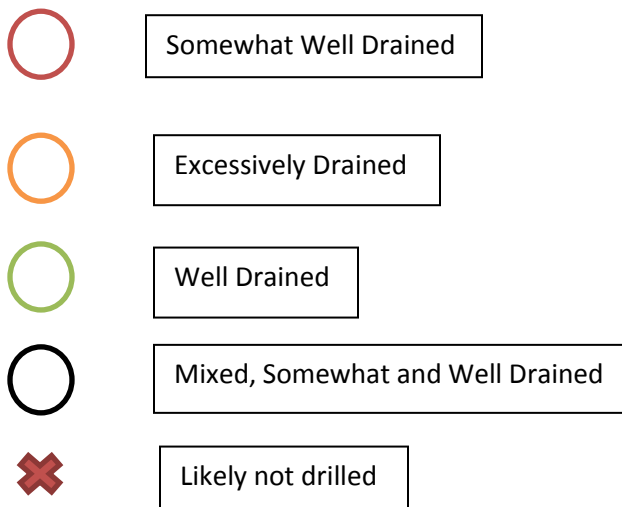 Somewhat Well Drained
Excessively Drained
Well Drained
Mixed, Somewhat and Well Drained
Likely not drilled